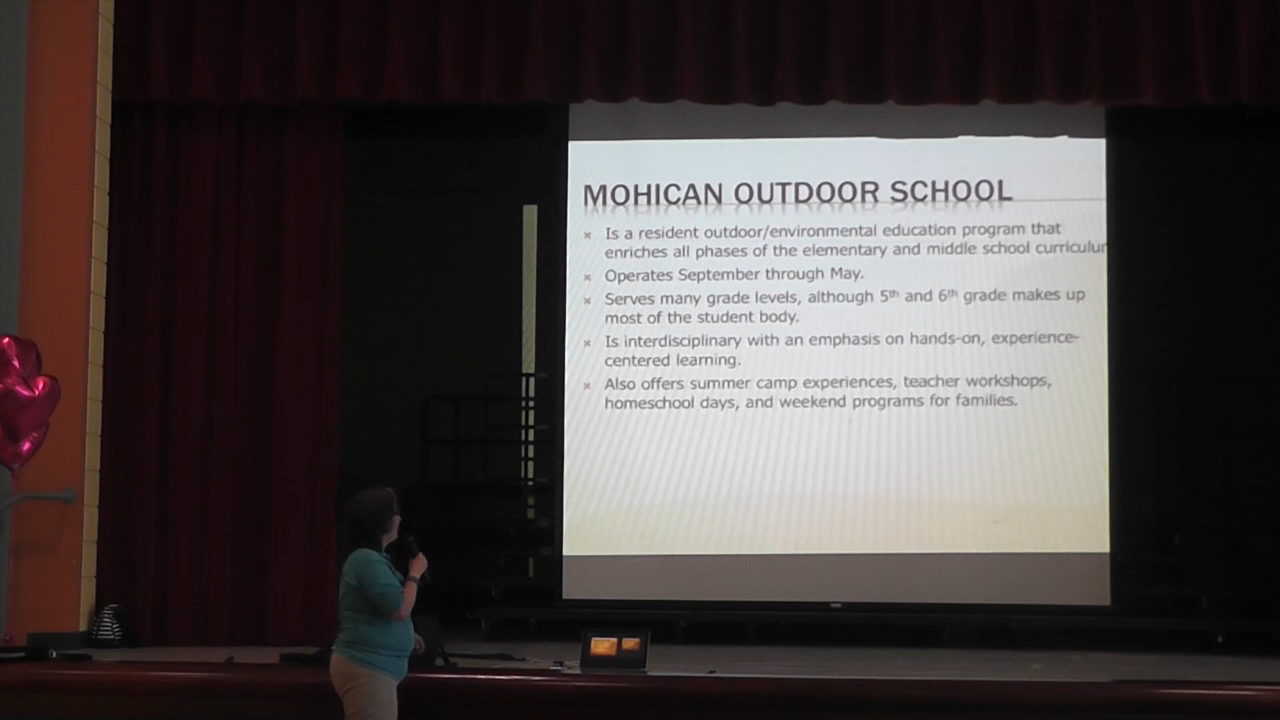 MOHICAN OUTDOOR SCHOOL
Is a resident outdoor/environmental education program that
enriches all phases of the elementary and middle school curriculur
Operates September through May.
Serves many grade levels, although 5th and 6th grade makes up
most of the student body.
Is interdisciplinary with an emphasis on hands-on, experience-
centered learning.
Also offers summer camp experiences, teacher workshops,
homeschool days, and weekend programs for families.